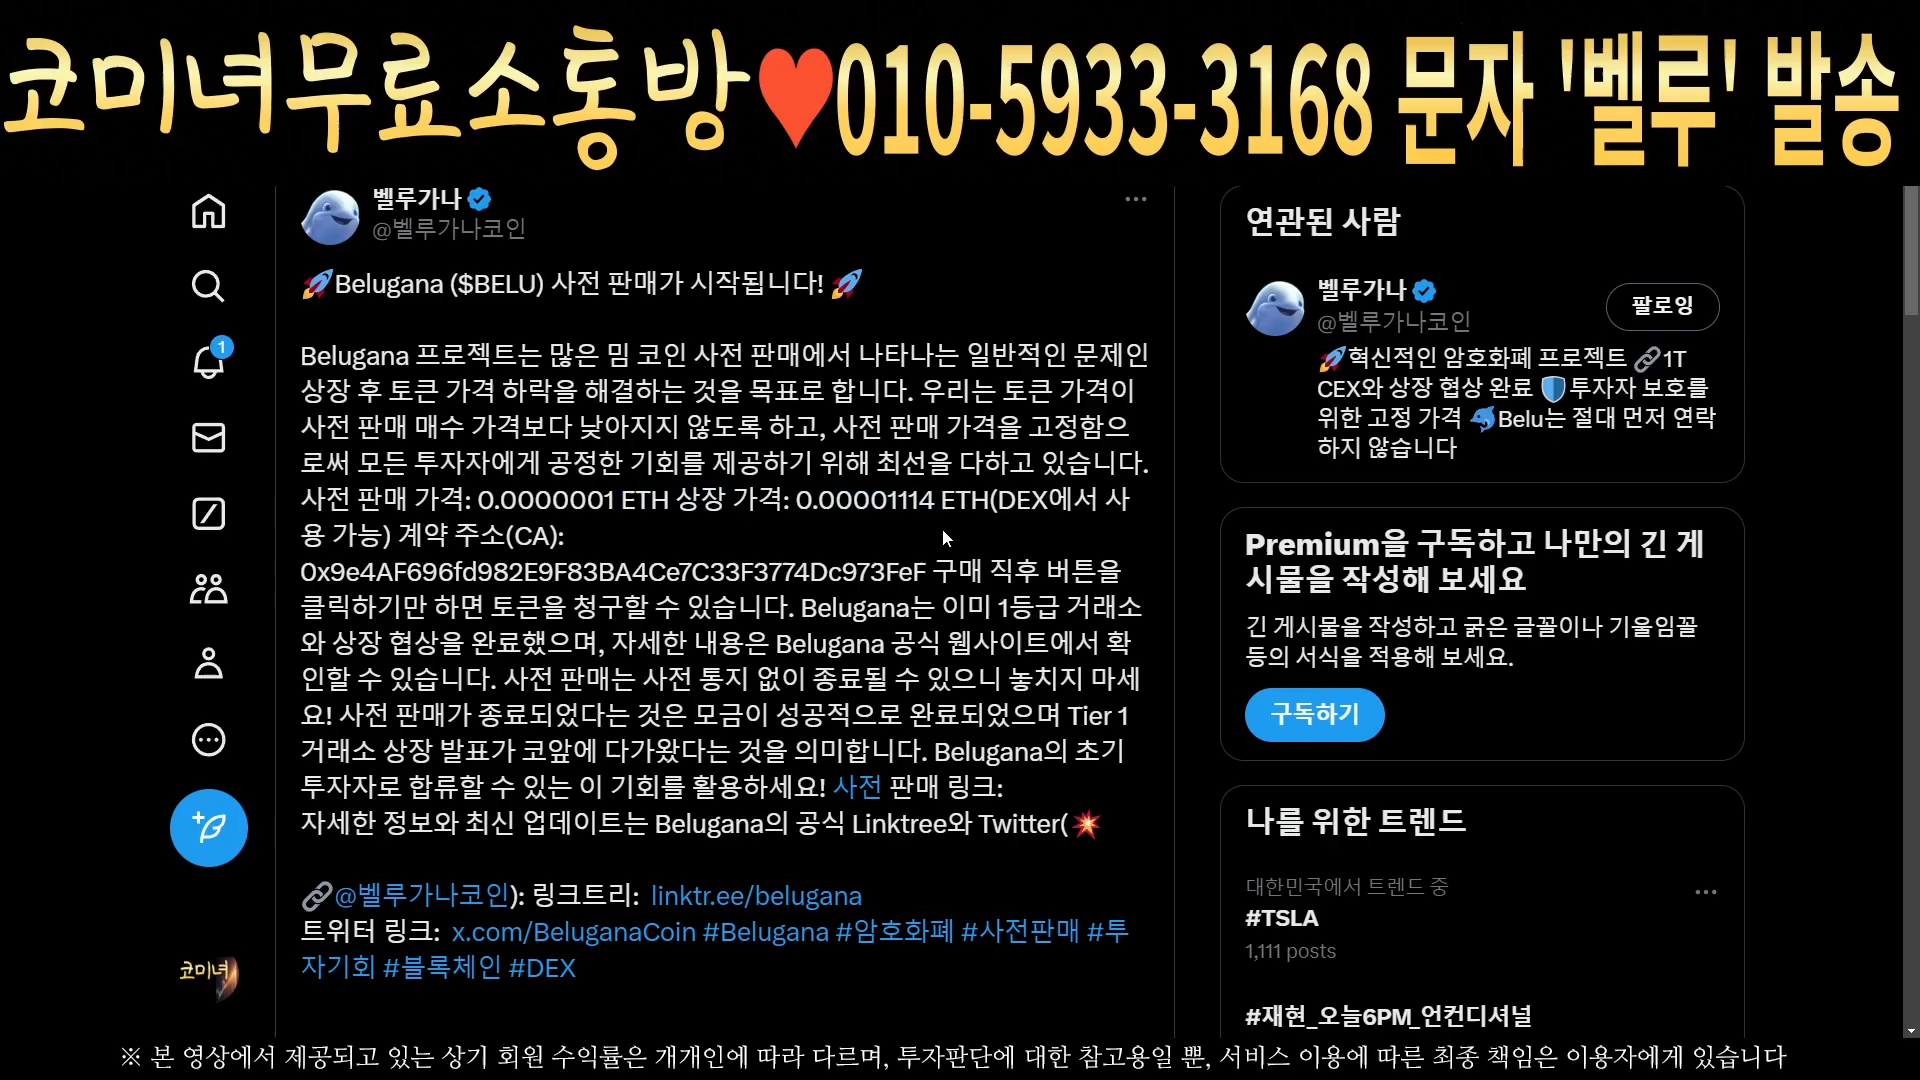 코미녀무료소통방♥010-5933-3168 문자 '벨루' 발송
벨루가나
@벨루가나코인
🚀Belugana ($BELU) 사전 판매가 시작됩니다! 🚀
Belugana 프로젝트는 많은 밈 코인 사전 판매에서 나타나는 일반적인 문제인
상장 후 토큰 가격 하락을 해결하는 것을 목표로 합니다. 우리는 토큰 가격이
사전 판매 매수 가격보다 낮아지지 않도록 하고, 사전 판매 가격을 고정함으
로써 모든 투자자에게 공정한 기회를 제공하기 위해 최선을 다하고 있습니다.
사전 판매 가격: 0.0000001 ETH 상장 가격: 0.00001114 ETH(DEX에서 사
용 가능) 계약 주소(CA):
0x9e4AF696fd982E9F83BA4Ce7C33F3774Dc973FeF 구매 직후 버튼을
클릭하기만 하면 토큰을 청구할 수 있습니다. Belugana는 이미 1등급 거래소
와 상장 협상을 완료했으며, 자세한 내용은 Belugana 공식 웹사이트에서 확
인할 수 있습니다. 사전 판매는 사전 통지 없이 종료될 수 있으니 놓치지 마세
요! 사전 판매가 종료되었다는 것은 모금이 성공적으로 완료되었으며 Tier 1
거래소 상장 발표가 코앞에 다가왔다는 것을 의미합니다. Belugana의 초기
투자자로 합류할 수 있는 이 기회를 활용하세요! 사전 판매 링크:
자세한 정보와 최신 업데이트는 Belugana의 공식 Linktree와 Twitter(💥
🔗@벨루가나코인): 링크트리: linktr.ee/belugana
트위터 링크: x.com/BeluganaCoin #Belugana #암호화폐 #사전판매 #투
자기회 #블록체인 #DEX
연관된 사람
벨루가나
@벨루가나코인
팔로잉
🚀혁신적인 암호화폐 프로젝트 🔗1T
CEX와 상장 협상 완료 🛡️투자자 보호를
위한 고정 가격 🐬Belu는 절대 먼저 연락
하지 않습니다
Premium을 구독하고 나만의 긴 게
시물을 작성해 보세요
긴 게시물을 작성하고 굵은 글꼴이나 기울임꼴
등의 서식을 적용해 보세요.
구독하기
나를 위한 트렌드
대한민국에서 트렌드 중
#TSLA
1,111 posts
#재현_오늘6PM_언컨디셔널
1
코미녀
※ 본 영상에서 제공되고 있는 상기 회원 수익률은 개개인에 따라 다르며, 투자판단에 대한 참고용일 뿐, 서비스 이용에 따른 최종 책임은 이용자에게 있습니다